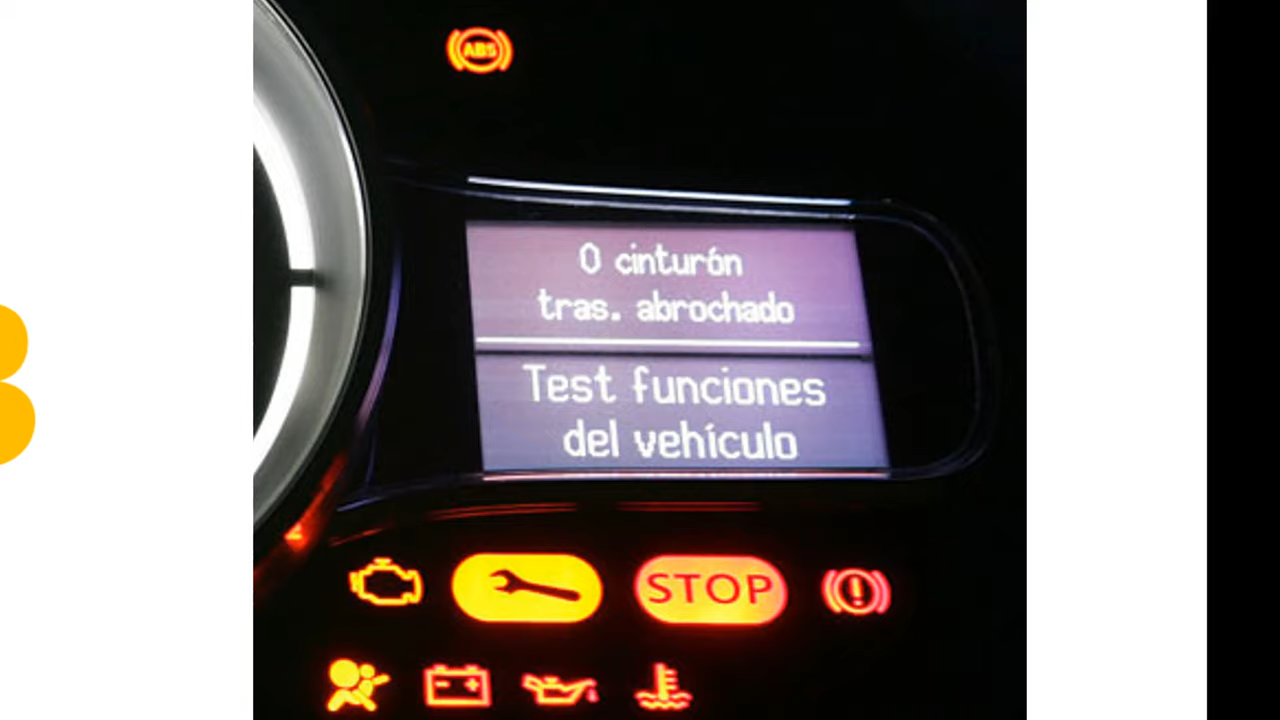 ABS
0 cinturón
tras. abrochado
Test funciones
del vehículo
STOP